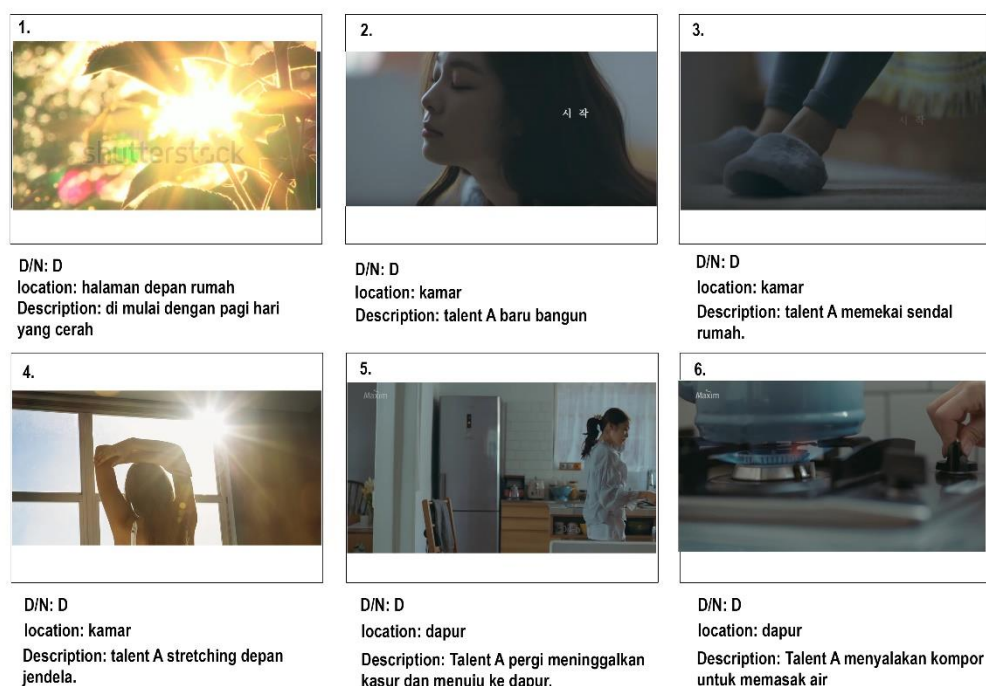 1.
shutterstock
D/N: D
location: halaman depan rumah
Description: di mulai dengan pagi hari
yang cerah
2.
시 작
D/N: D
location: kamar
Description: talent A baru bangun
3.
시 작
D/N: D
location: kamar
Description: talent A memekai sendal
rumah.
4.
D/N: D
location: kamar
Description: talent A stretching depan
jendela.
5.
Maxim
D/N: D
location: dapur
Description: Talent A pergi meninggalkan
kasur dan menuju ke dapur.
6.
Maxim
D/N: D
location: dapur
Description: Talent A menyalakan kompor
untuk memasak air